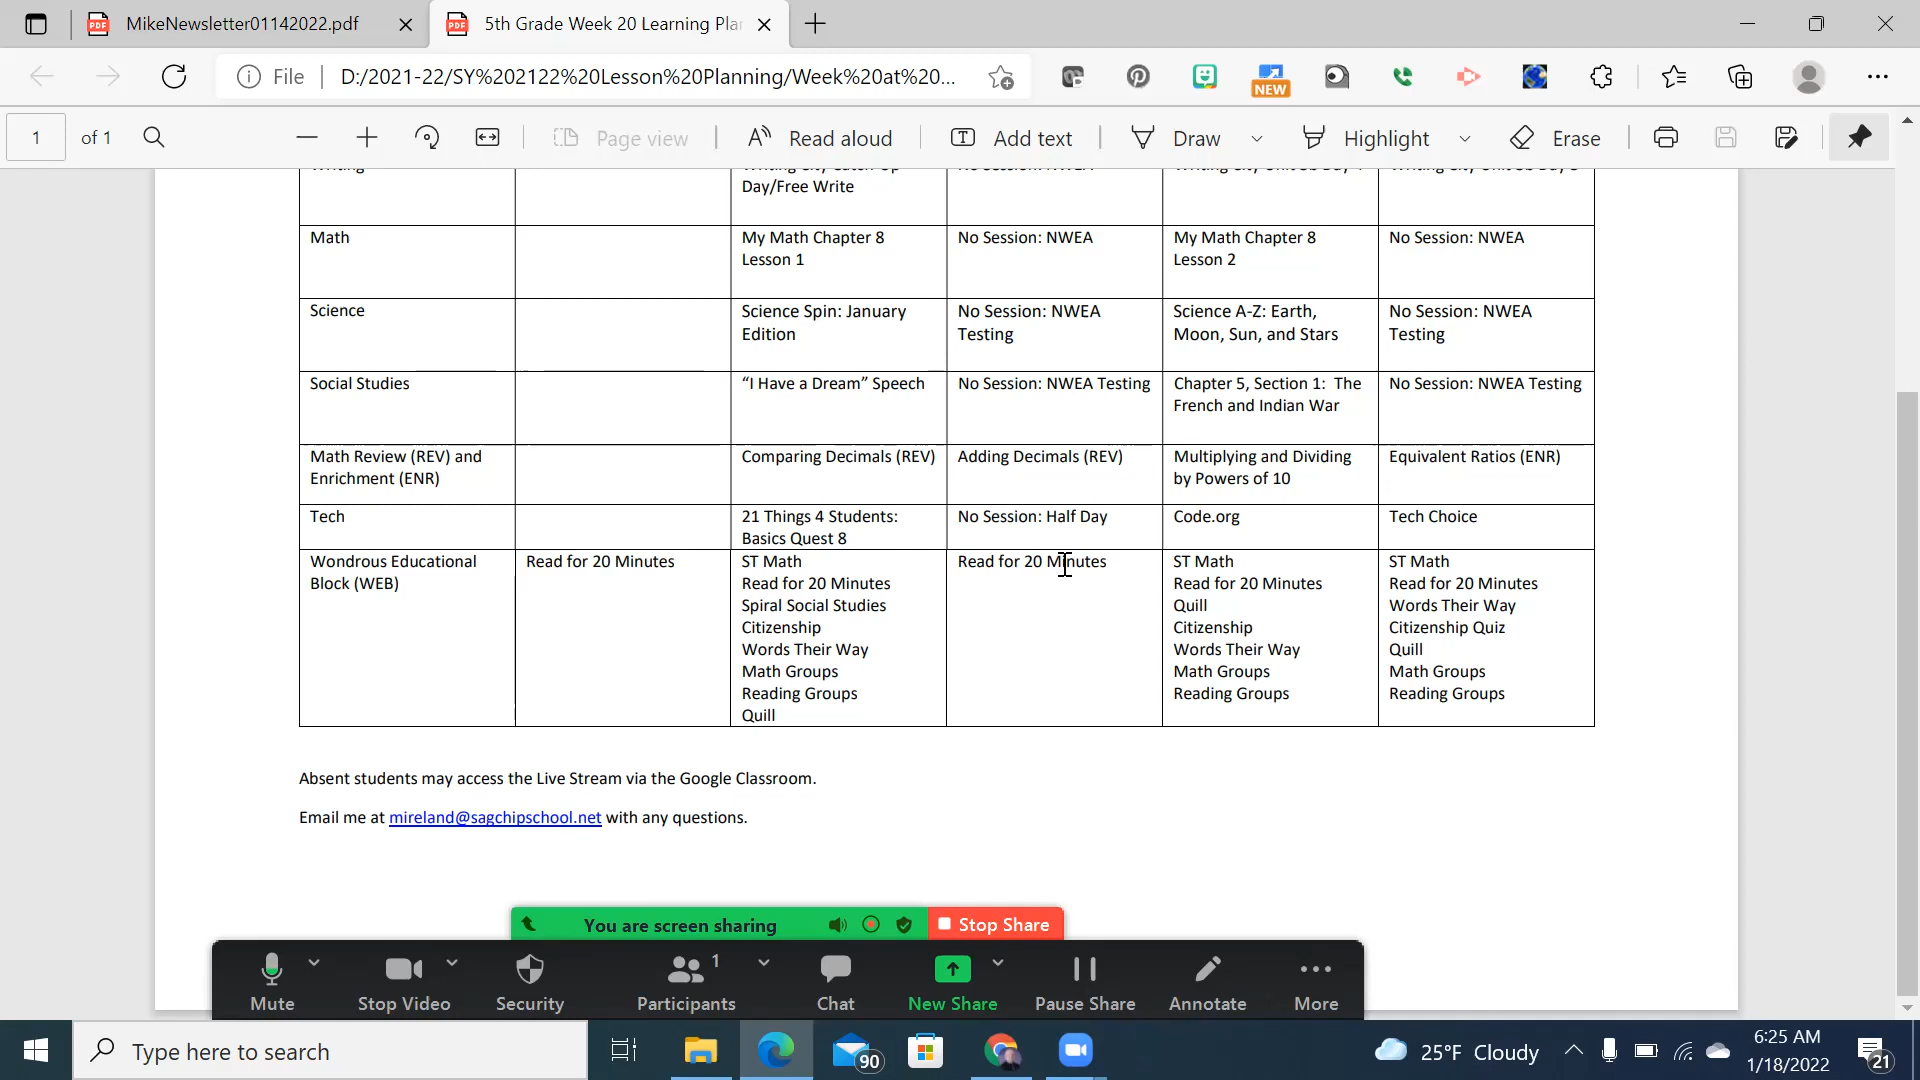 MikeNewsletter01142022.pdf
5th Grade Week 20 Learning Pla
File
D:/2021-22/SY%202122%20Lesson%20Planning/Week%20at%20...
NEW
1
of 1
Page view
Read aloud
Add text
Draw
Highlight
Erase
Day/Free Write
Math
My Math Chapter 8
Lesson 1
No Session: NWEA
My Math Chapter 8
Lesson 2
No Session: NWEA
Science
Science Spin: January
Edition
No Session: NWEA
Testing
Science A-Z: Earth,
Moon, Sun, and Stars
No Session: NWEA
Testing
Social Studies
“I Have a Dream” Speech
No Session: NWEA Testing
Chapter 5, Section 1:  The
French and Indian War
No Session: NWEA Testing
Math Review (REV) and
Enrichment (ENR)
Comparing Decimals (REV)
Adding Decimals (REV)
Multiplying and Dividing
by Powers of 10
Equivalent Ratios (ENR)
Tech
21 Things 4 Students:
Basics Quest 8
No Session: Half Day
Code.org
Tech Choice
Wondrous Educational
Block (WEB)
Read for 20 Minutes
ST Math
Read for 20 Minutes
Spiral Social Studies
Citizenship
Words Their Way
Math Groups
Reading Groups
Quill
Read for 20 Minutes
ST Math
Read for 20 Minutes
Quill
Citizenship
Words Their Way
Math Groups
Reading Groups
ST Math
Read for 20 Minutes
Words Their Way
Citizenship Quiz
Quill
Math Groups
Reading Groups
Absent students may access the Live Stream via the Google Classroom.
Email me at mireland@sagchipschool.net with any questions.
You are screen sharing
Stop Share
Mute
Stop Video
Security
1
Participants
Chat
New Share
Pause Share
Annotate
More
Type here to search
90
25°F Cloudy
6:25 AM
1/18/2022
21